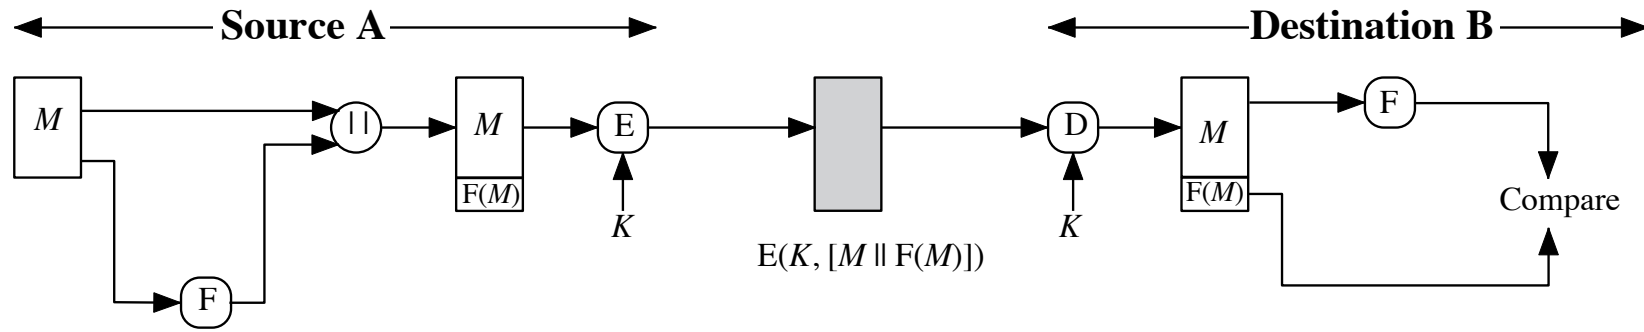 Source A
Destination B
M
||
M
E
D
M
F
F(M)
F(M)
Compare
K
K
E(K, [M || F(M)])
F